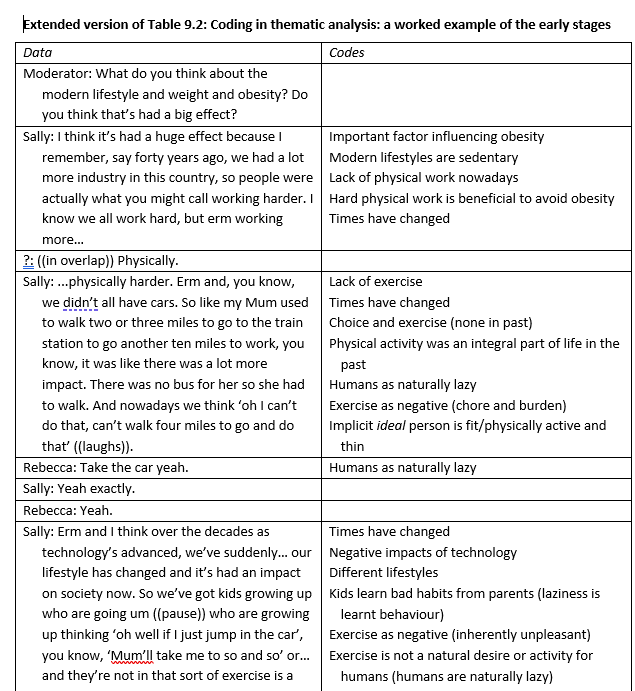 Extended version of Table 9.2: Coding in thematic analysis: a worked example of the early stages
Data
Codes
Moderator: What do you think about the
modern lifestyle and weight and obesity? Do
you think that's had a big effect?
Sally: I think it's had a huge effect because I
remember, say forty years ago, we had a lot
more industry in this country, so people were
actually what you might call working harder. I
know we all work hard, but erm working
more...
Important factor influencing obesity
Modern lifestyles are sedentary
Lack of physical work nowadays
Hard physical work is beneficial to avoid obesity
Times have changed
?: ((in overlap)) Physically.
Sally: ...physically harder. Erm and, you know,
we didn't all have cars. So like my Mum used
to walk two or three miles to go to the train
station to go another ten miles to work, you
know, it was like there was a lot more
impact. There was no bus for her so she had
to walk. And nowadays we think 'oh I can't
do that, can't walk four miles to go and do
that' ((laughs)).
Lack of exercise
Times have changed
Choice and exercise (none in past)
Physical activity was an integral part of life in the
past
Humans as naturally lazy
Exercise as negative (chore and burden)
Implicit ideal person is fit/physically active and
thin
Rebecca: Take the car yeah.
Humans as naturally lazy
Sally: Yeah exactly.
Rebecca: Yeah.
Sally: Erm and I think over the decades as
technology's advanced, we've suddenly... our
lifestyle has changed and it's had an impact
on society now. So we've got kids growing up
who are going um ((pause)) who are growing
up thinking 'oh well if I just jump in the car',
you know, 'Mum'll take me to so and so' or...
and they're not in that sort of exercise is a
Times have changed
Negative impacts of technology
Different lifestyles
Kids learn bad habits from parents (laziness is
learnt behaviour)
Exercise as negative (inherently unpleasant)
Exercise is not a natural desire or activity for
humans (humans are naturally lazy)